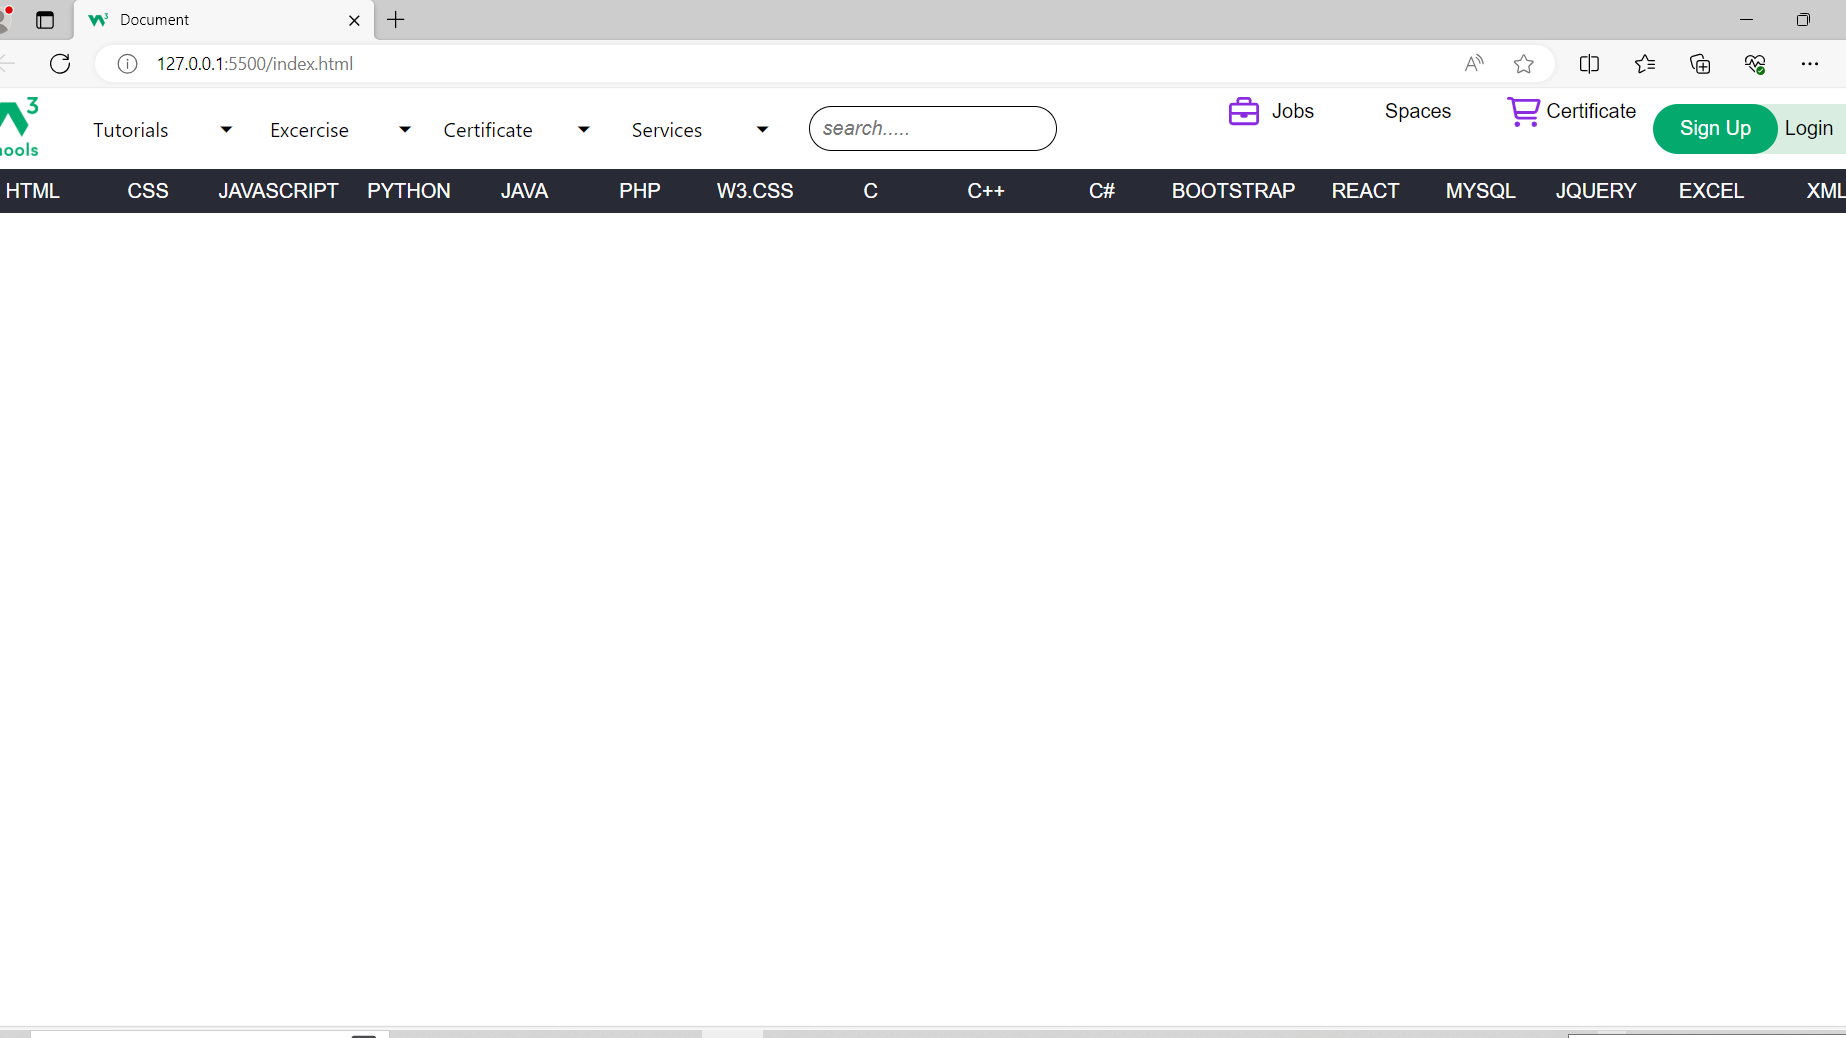 Document
127.0.0.1:5500/index.html
3
Tutorials Excercise Certificate Services search..... Jobs Spaces Certificate Sign Up Login
HTML CSS JAVASCRIPT PYTHON JAVA PHP W3.CSS C C++ C# BOOTSTRAP REACT MYSQL JQUERY EXCEL XML